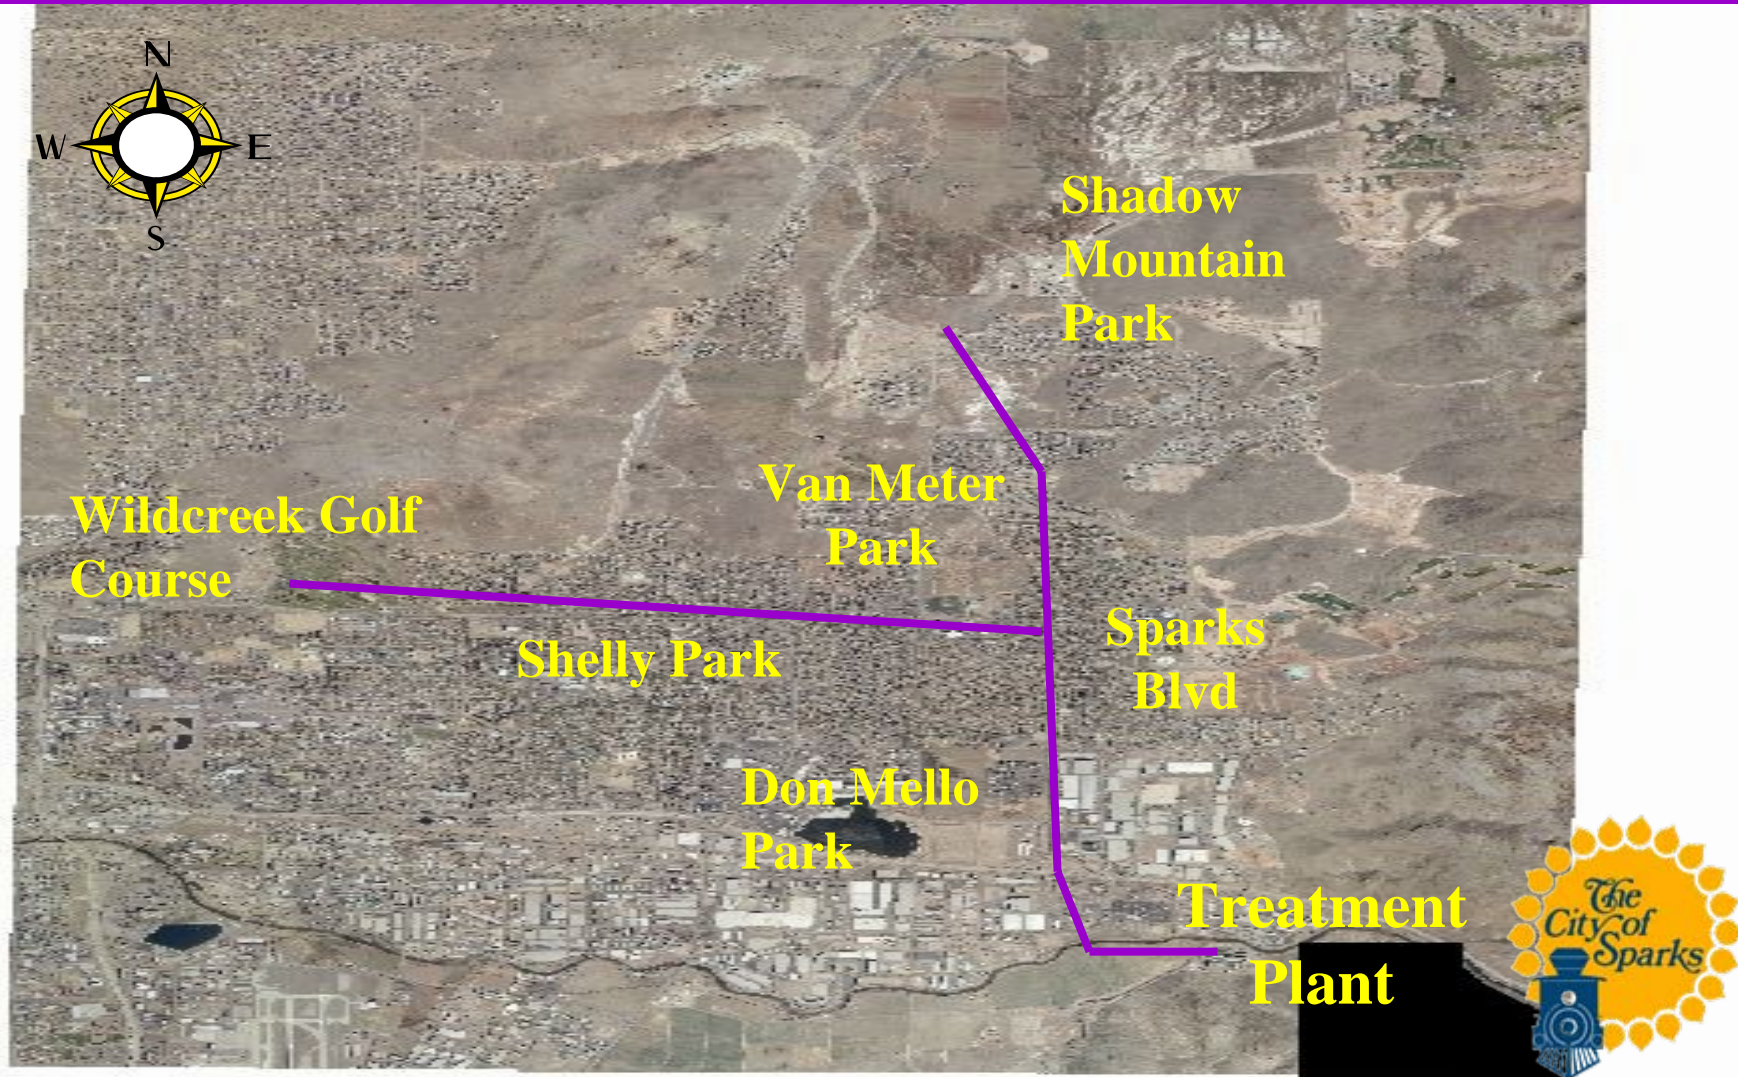 N
W E
S
Shadow
Mountain
Park
Van Meter
Park
Wildcreek Golf
Course
Shelly Park
Sparks
Blvd
Don Mello
Park
Treatment
Plant
The
City of
Sparks